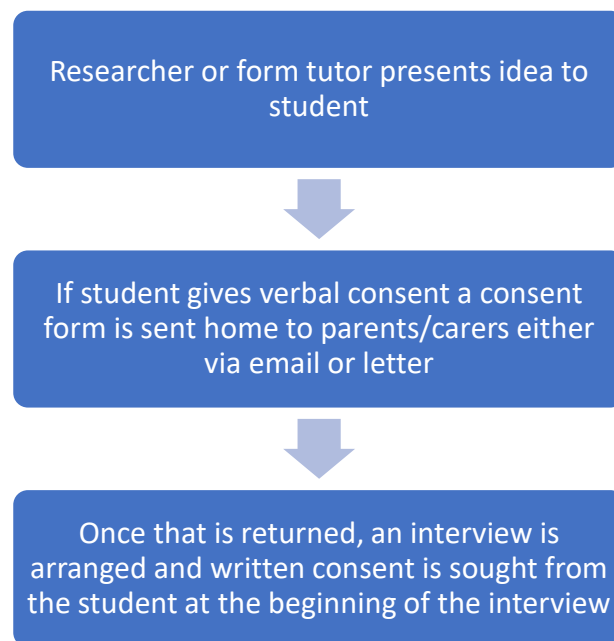 Researcher or form tutor presents idea to
student
If student gives verbal consent a consent
form is sent home to parents/carers either
via email or letter
Once that is returned, an interview is
arranged and written consent is sought from
the student at the beginning of the interview